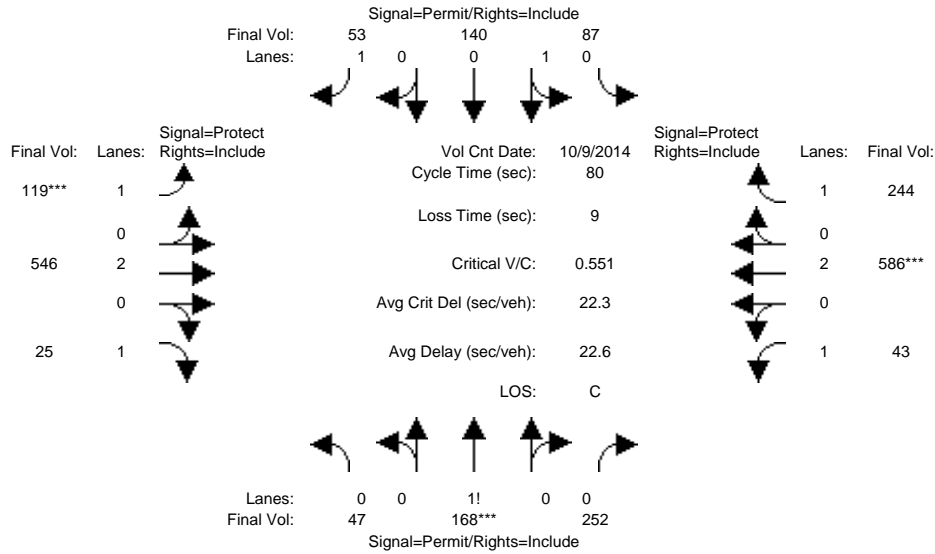 Signal=Permit/Rights=Include
Final Vol: 53 140 87
Lanes: 1 0 0 1 0
Signal=Protect Signal=Protect
Final Vol: Lanes: Rights=Include Vol Cnt Date: 10/9/2014 Rights=Include Lanes: Final Vol:
Cycle Time (sec): 80
119*** 1 1 244
Loss Time (sec): 9
0 0
546 2 Critical V/C: 0.551 2 586***
0 Avg Crit Del (sec/veh): 22.3 0
25 1 Avg Delay (sec/veh): 22.6 1 43
LOS: C
Lanes: 0 0 1! 0 0
Final Vol: 47 168*** 252
Signal=Permit/Rights=Include